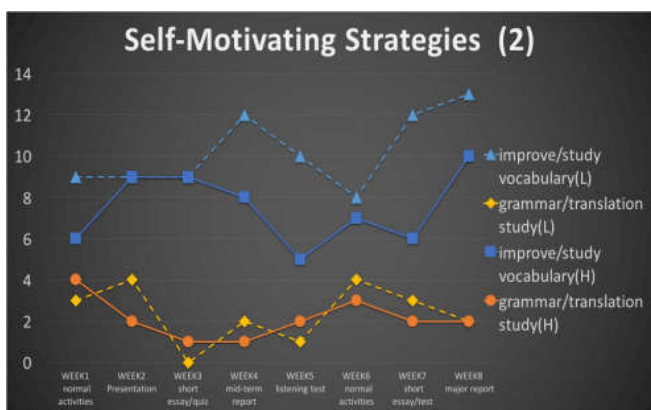 Self-Motivating Strategies (2)
14
12
10
8
6
4
2
0
WEEK1
normal
activities
WEEK2
Presentation
WEEK3
short
essay/quiz
WEEK4
mid-term
report
WEEK5
listening test
WEEK6
normal
activities
WEEK7
short
essay/test
WEEK8
major report
improve/study
vocabulary(L)
grammar/translation
study(L)
improve/study
vocabulary(H)
grammar/translation
study(H)